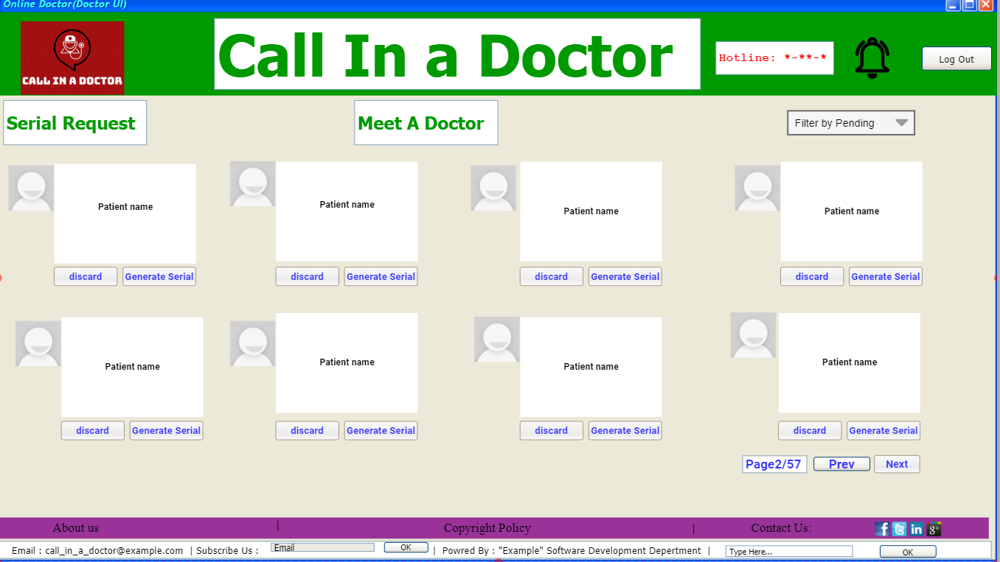 Online Doctor(Doctor UI)
CALL IN A DOCTOR
Call In a Doctor
Hotline: *-**-*
Log Out
Serial Request
Meet A Doctor
Filter by Pending
Patient name
discard
Generate Serial
Patient name
discard
Generate Serial
Patient name
discard
Generate Serial
Patient name
discard
Generate Serial
Patient name
discard
Generate Serial
Patient name
discard
Generate Serial
Patient name
discard
Generate Serial
Patient name
discard
Generate Serial
Page2/57
Prev
Next
About us | Copyright Policy | Contact Us: f t in g+
Email : call_in_a_doctor@example.com | Subscribe Us : Email OK | Powred By : "Example" Software Development Depertment | Type Here... OK